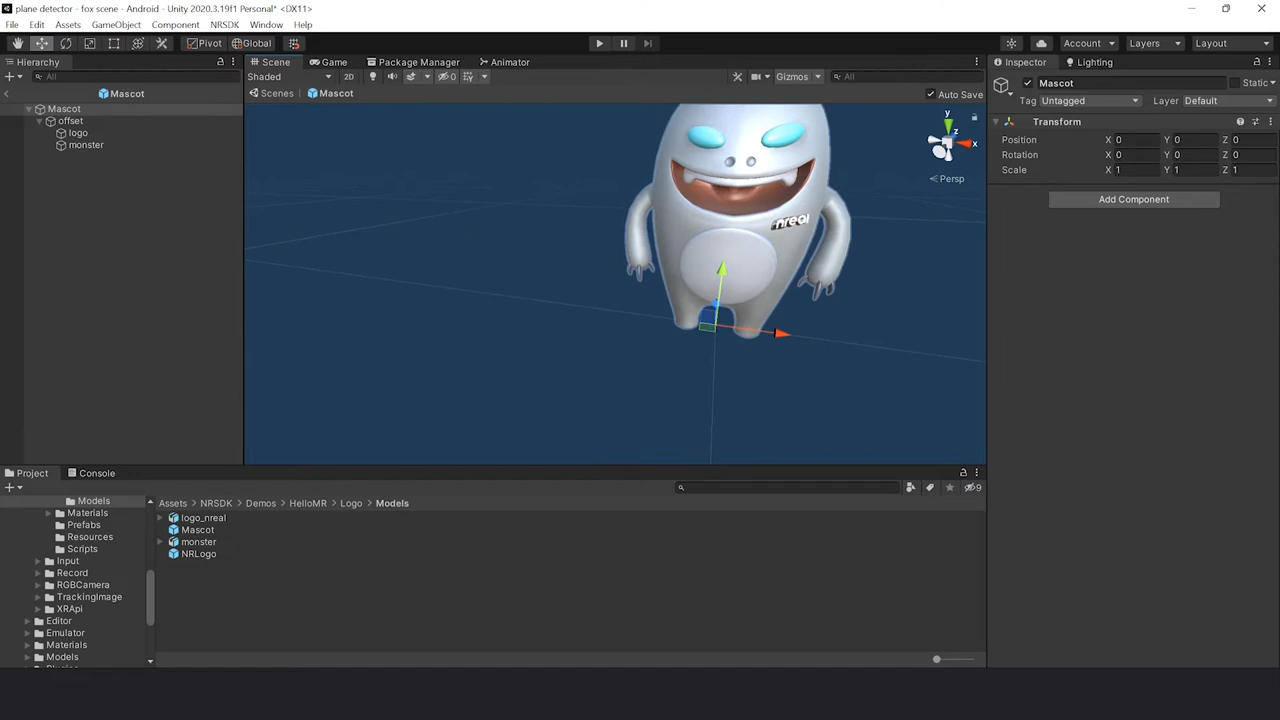 plane detector - fox scene - Android - Unity 2020.3.19f1 Personal* <DX11>
File Edit Assets GameObject Component NRSDK Window Help
Pivot Global Account Layers Layout
Hierarchy
All
Mascot
Mascot
offset
logo
monster
Scene Game Package Manager Animator
Shaded 2D 0 Gizmos All
Scenes Mascot Auto Save
y
z
x
Persp
nreal
Inspector Lighting
Mascot Static
Tag Untagged Layer Default
Transform
Position X 0 Y 0 Z 0
Rotation X 0 Y 0 Z 0
Scale X 1 Y 1 Z 1
Add Component
Project Console
9
Models
Materials
Prefabs
Resources
Scripts
Input
Record
RGBCamera
TrackingImage
XRApi
Editor
Emulator
Materials
Models
Assets > NRSDK > Demos > HelloMR > Logo > Models
logo_nreal
Mascot
monster
NRLogo